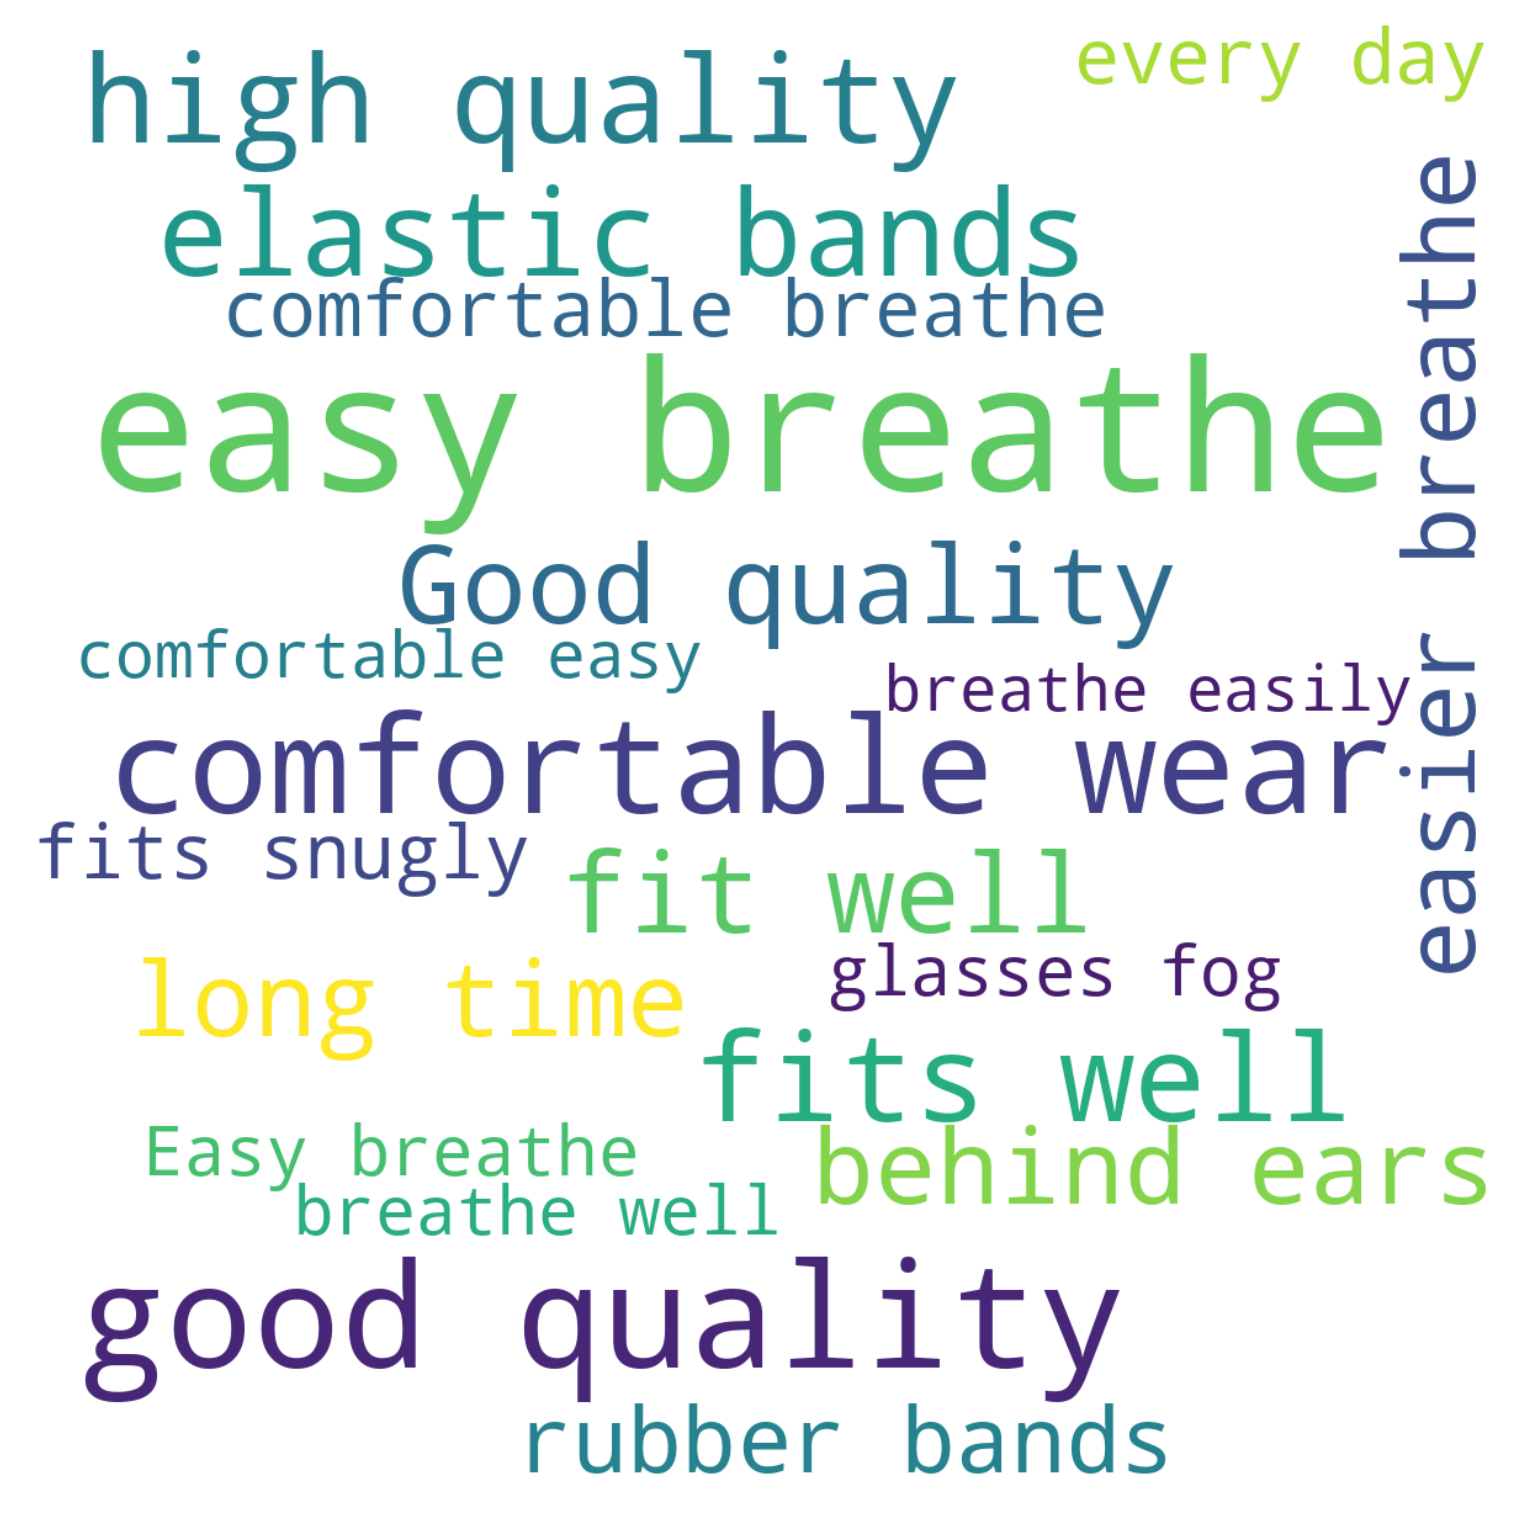 every day
high quality
elastic bands
comfortable breathe
easy breathe
easier breathe
Good quality
comfortable easy
breathe easily
comfortable wear
fits snugly
fit well
glasses fog
long time
fits well
Easy breathe
behind ears
breathe well
good quality
rubber bands